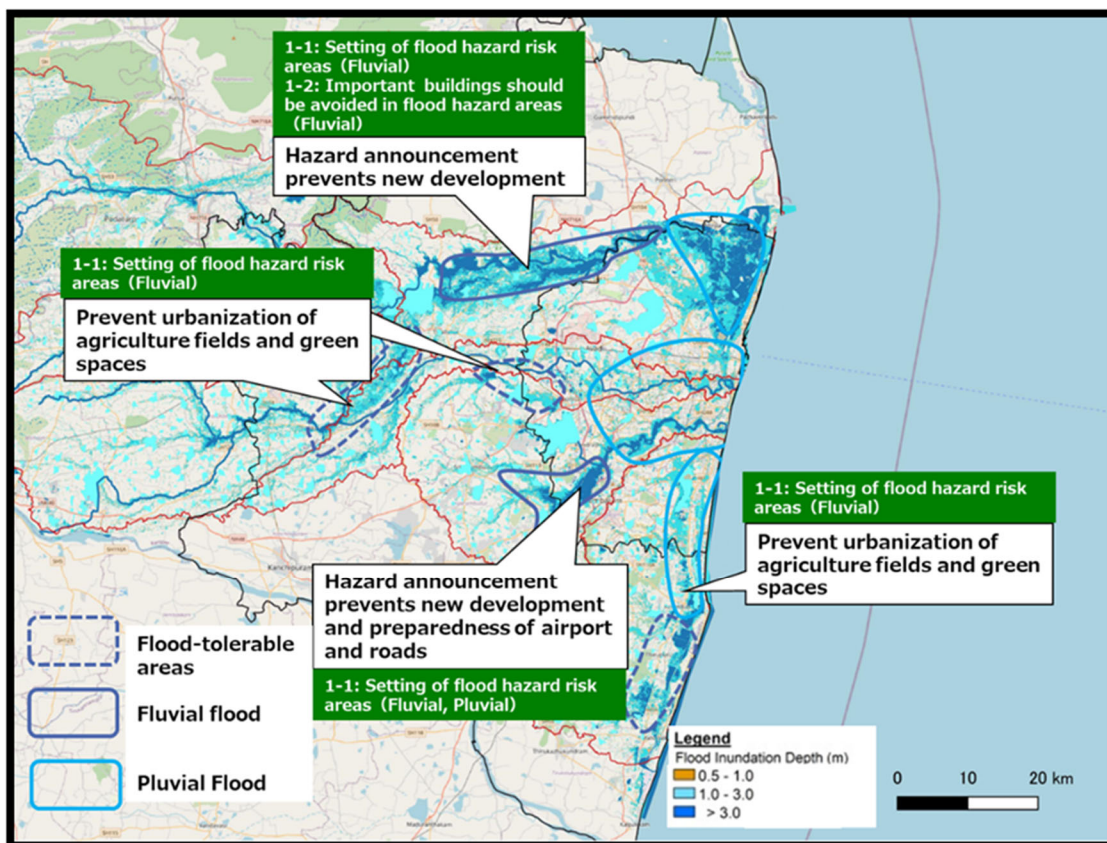 1-1: Setting of flood hazard risk
areas (Fluvial)
1-2: Important buildings should
be avoided in flood hazard areas
(Fluvial)
Hazard announcement
prevents new development
1-1: Setting of flood hazard risk
areas (Fluvial)
Prevent urbanization of
agriculture fields and green
spaces
1-1: Setting of flood hazard risk
areas (Fluvial)
Prevent urbanization of
agriculture fields and green
spaces
Kanchipuram
Hazard announcement
prevents new development
and preparedness of airport
and roads
1-1: Setting of flood hazard risk
areas (Fluvial, Pluvial)
Flood-tolerable
areas
Fluvial flood
Pluvial Flood
Legend
Flood Inundation Depth (m)
0.5 - 1.0
1.0 - 3.0
> 3.0
0 10 20 km